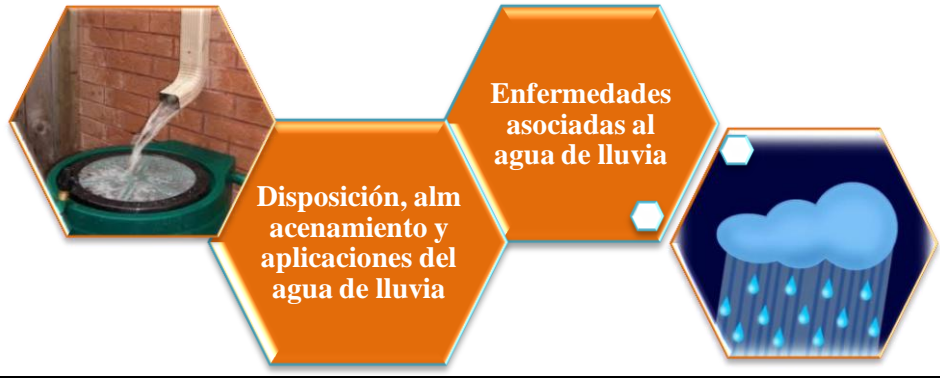 Enfermedades
asociadas al
agua de lluvia
Disposición, alm
acenamiento y
aplicaciones del
agua de lluvia